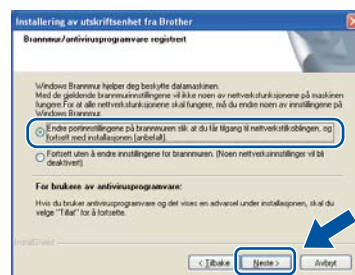 Installering av utskriftsenhet fra Brother
Brannmur/antivirusprogramvare registrert
Windows Brannmur hjelper deg beskytte datamaskinen.
Med de gjeldende brannmurinnstillingene vil ikke noen av nettverksfunksjonene på maskinen
fungere.For at alle nettverksfunksjonene skal fungere, må du endre noen av innstillingene på
Windows Brannmur.
Endre portinnstillingene på brannmuren slik at du får tilgang til nettverkstilkoblingen, og
fortsett med installasjonen (anbefalt).
Fortsett uten å endre innstillingene for brannmuren. (Noen nettverksinnstillinger vil bli
deaktivert)
For brukere av antivirusprogramvare:
Hvis du bruker antivirusprogramvare og det vises en advarsel under installasjonen, skal du
velge "Tillat" for å fortsette.
InstallShield
< Tilbake
Neste >
Avbryt